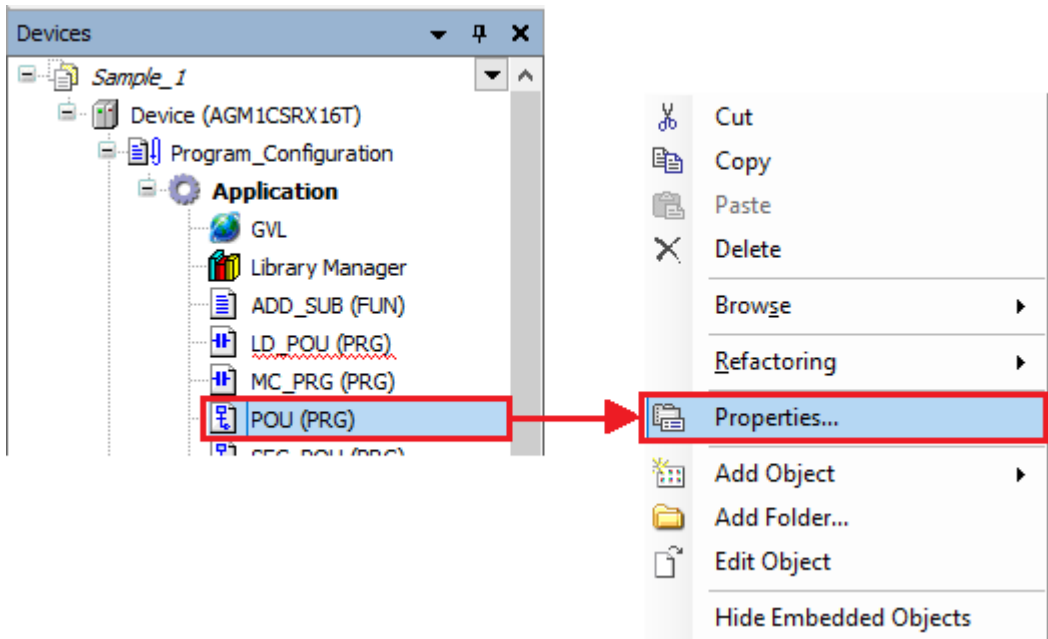 Devices
Sample_1
Device (AGM1CSRX16T)
Program_Configuration
Application
GVL
Library Manager
ADD_SUB (FUN)
LD_POU (PRG)
MC_PRG (PRG)
POU (PRG)
Cut
Copy
Paste
Delete
Browse
Refactoring
Properties...
Add Object
Add Folder...
Edit Object
Hide Embedded Objects